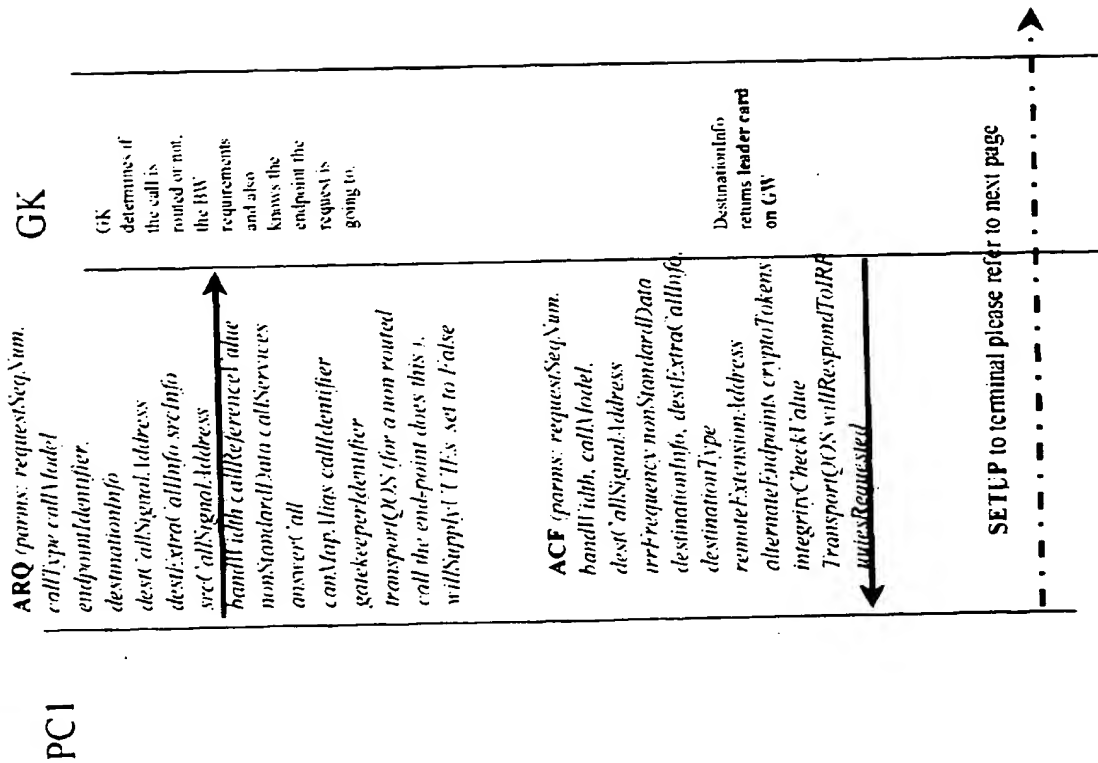 PC1
GK
ARQ (parms: requestSeqNum.
callType callModel
endpointIdentifier.
destinationInfo
destCallSignalAddress
destExtraCallInfo srcInfo
srcCallSignalAddress
bandWidth callReferenceValue
nonStandardData callServices
answerCall
canMapAlias callIdentifier
gatekeeperIdentifier
transportQOS (for a non routed
call the end-point does this ).
willSupplyUUIEs set to False
GK
determines if
the call is
routed or not.
the BW
requirements
and also
knows the
endpoint the
request is
going to.
ACF (parms: requestSeqNum.
bandWidth, callModel.
destCallSignalAddress
irrFrequency nonStandardData
destinationInfo, destExtraCallInfo.
destinationType
remoteExtensionAddress
alternateEndpoints cryptoTokens
integrityCheckValue
TransportQOS willRespondToIRR
uuiesRequested
DestinationInfo
returns leader card
on GW
SETUP to terminal please refer to next page